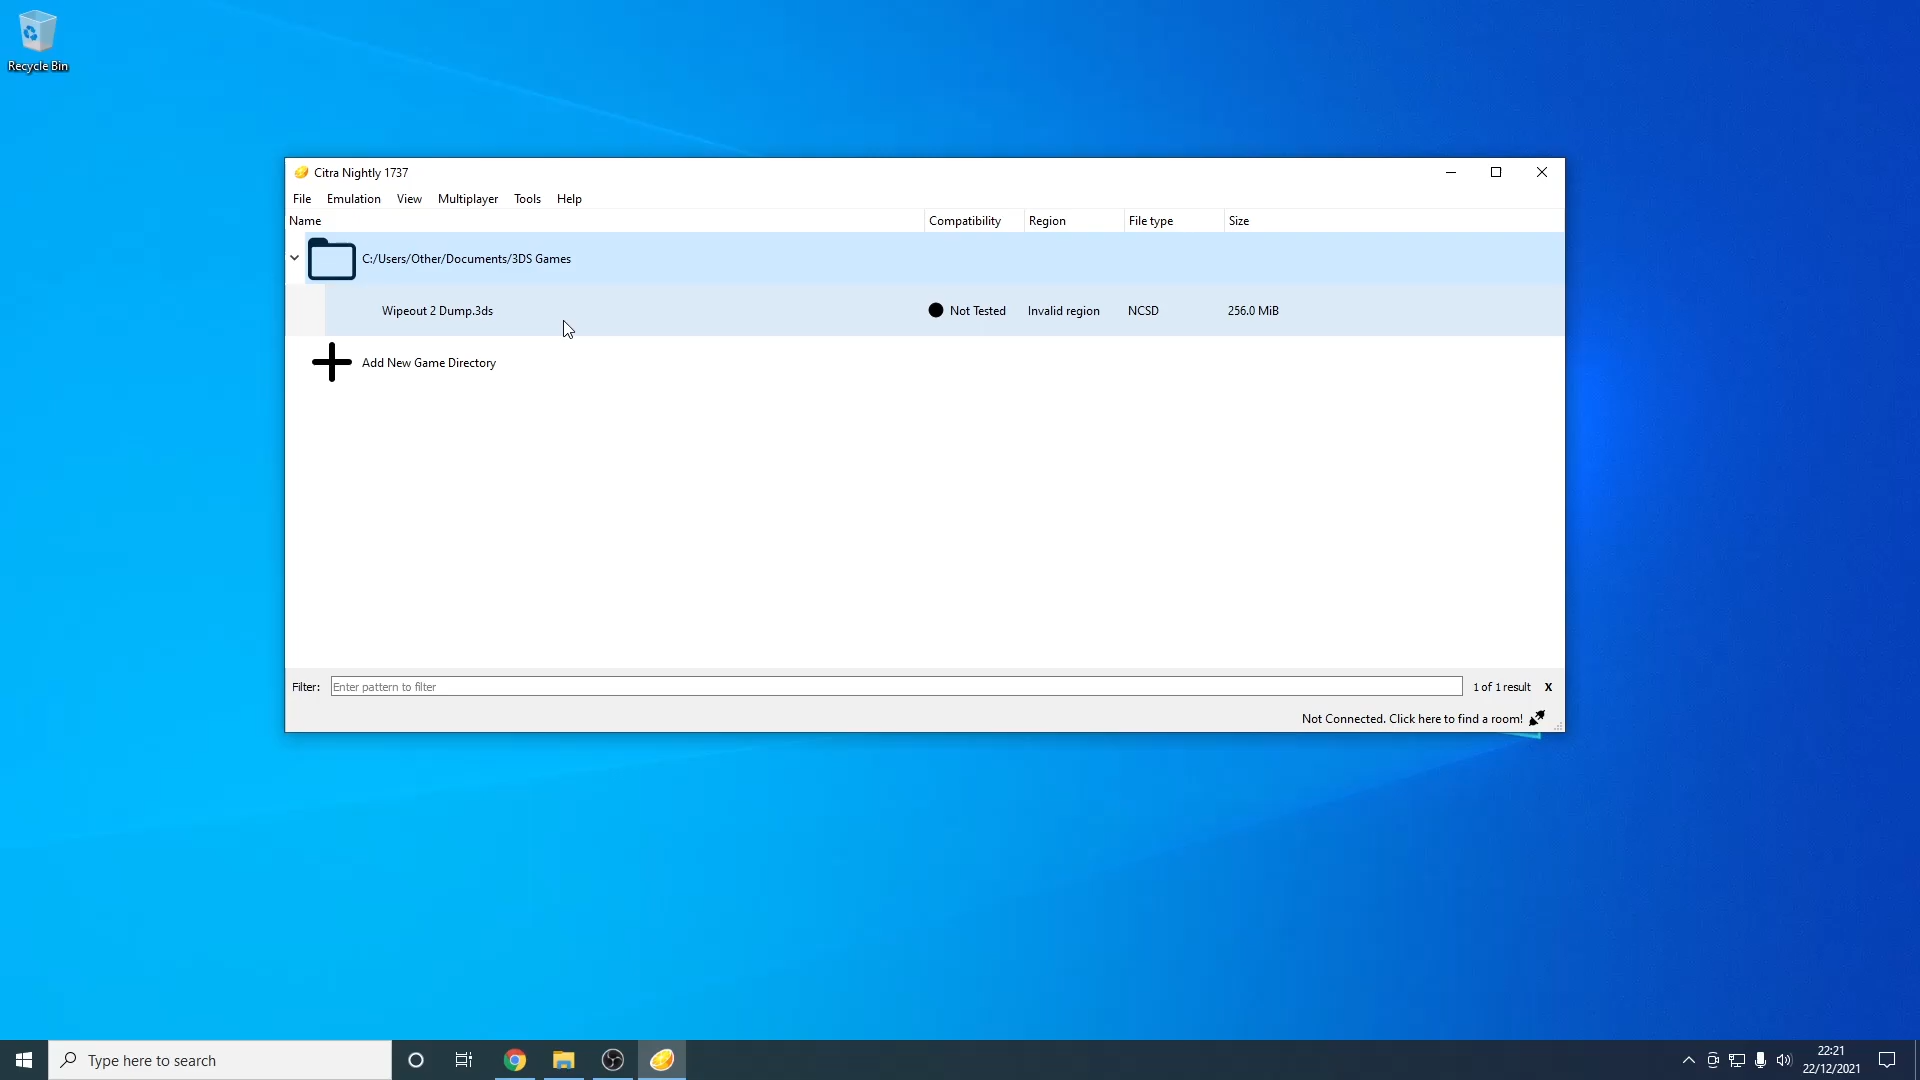 Recycle Bin
Citra Nightly 1737
File Emulation View Multiplayer Tools Help
Name Compatibility Region File type Size
C:/Users/Other/Documents/3DS Games
Wipeout 2 Dump.3ds Not Tested Invalid region NCSD 256.0 MiB
Add New Game Directory
Filter: Enter pattern to filter 1 of 1 result X
Not Connected. Click here to find a room!
Type here to search
22:21
22/12/2021